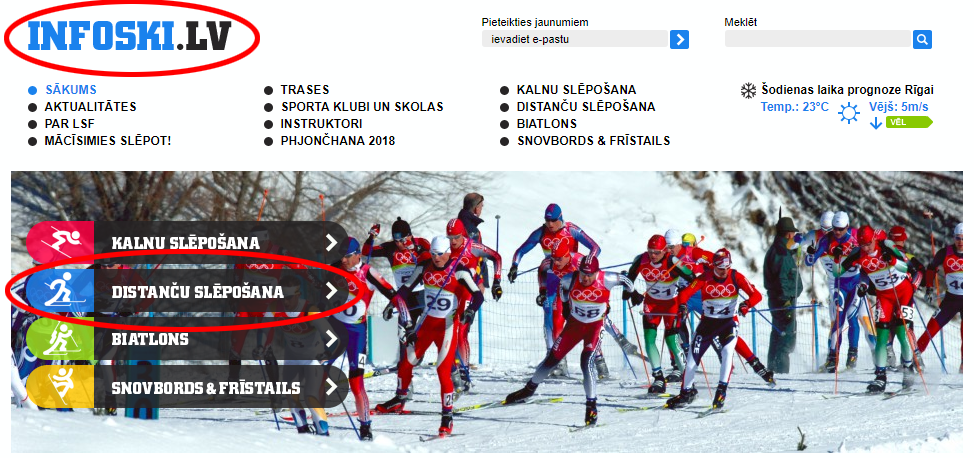 INFOSKI.LV
Pieteikties jaunumiem
ievadiet e-pastu
Meklēt
SĀKUMS
AKTUALITĀTES
PAR LSF
MĀCĪSIMIES SLĒPOT!
TRASES
SPORTA KLUBI UN SKOLAS
INSTRUKTORI
PHJONČHANA 2018
KALNU SLĒPOŠANA
DISTANČU SLĒPOŠANA
BIATLONS
SNOVBORDS & FRĪSTAILS
Šodienas laika prognoze Rīgai
Temp.: 23°C
Vējš: 5m/s
VĒL
KALNU SLĒPOŠANA
DISTANČU SLĒPOŠANA
BIATLONS
SNOVBORDS & FRĪSTAILS
29
68
21
14
53
53